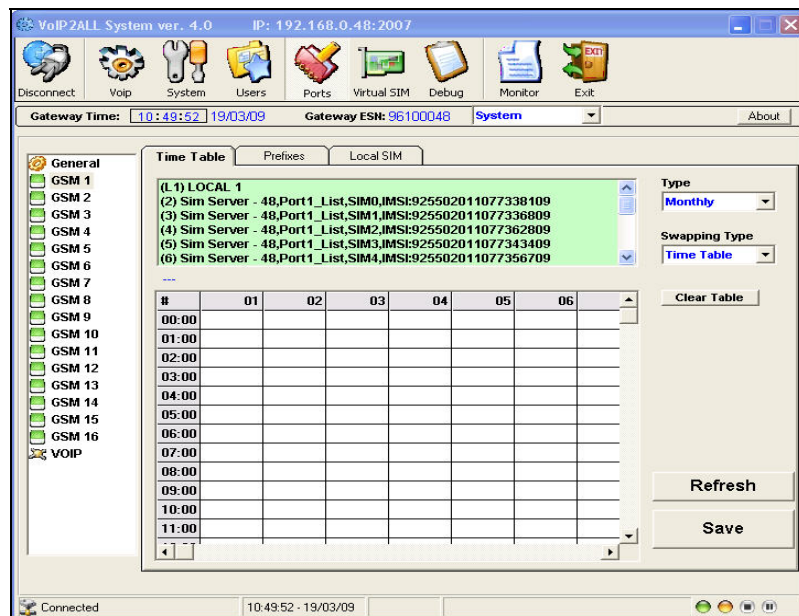 VoIP2ALL System ver. 4.0 IP: 192.168.0.48:2007
Disconnect Voip System Users Ports Virtual SIM Debug Monitor Exit
EXIT
Gateway Time: 10:49:52 19/03/09 Gateway ESN: 96100048 System About
General
GSM 1
GSM 2
GSM 3
GSM 4
GSM 5
GSM 6
GSM 7
GSM 8
GSM 9
GSM 10
GSM 11
GSM 12
GSM 13
GSM 14
GSM 15
GSM 16
VOIP
Time Table Prefixes Local SIM
(L1) LOCAL 1
(2) Sim Server - 48,Port1_List,SIM0,IMSI:925502011077338109
(3) Sim Server - 48,Port1_List,SIM1,IMSI:925502011077336809
(4) Sim Server - 48,Port1_List,SIM2,IMSI:925502011077362809
(5) Sim Server - 48,Port1_List,SIM3,IMSI:925502011077343409
(6) Sim Server - 48,Port1_List,SIM4,IMSI:925502011077356709
---
Type
Monthly
Swapping Type
Time Table
Clear Table
# 01 02 03 04 05 06
00:00
01:00
02:00
03:00
04:00
05:00
06:00
07:00
08:00
09:00
10:00
11:00
Refresh
Save
Connected 10:49:52 - 19/03/09